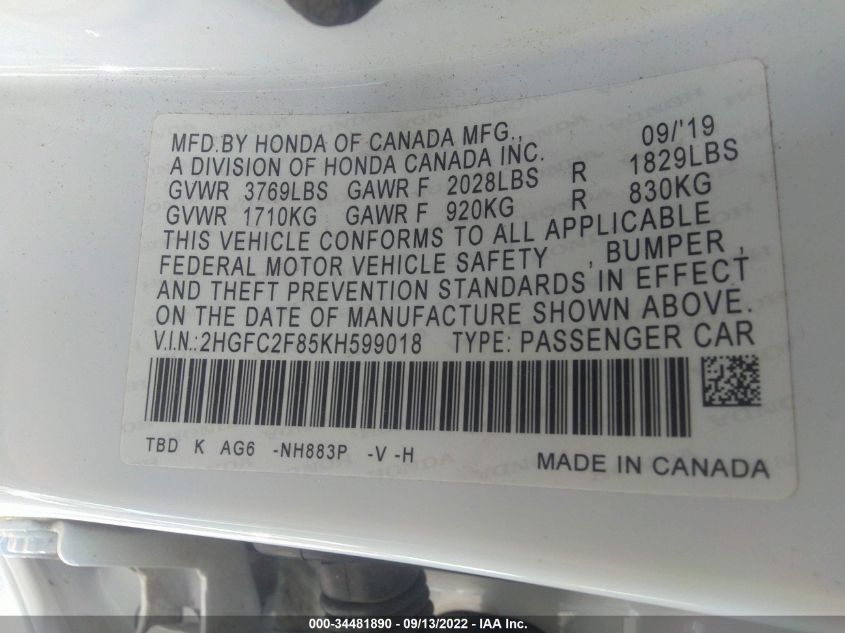 MFD.BY HONDA OF CANADA MFG., 09/'19
A DIVISION OF HONDA CANADA INC.
GVWR 3769LBS GAWR F 2028LBS R 1829LBS
GVWR 1710KG GAWR F 920KG R 830KG
THIS VEHICLE CONFORMS TO ALL APPLICABLE
FEDERAL MOTOR VEHICLE SAFETY , BUMPER ,
AND THEFT PREVENTION STANDARDS IN EFFECT
ON THE DATE OF MANUFACTURE SHOWN ABOVE.
V.I.N.:2HGFC2F85KH599018 TYPE: PASSENGER CAR
TBD K AG6 -NH883P -V -H
MADE IN CANADA
000-34481890 - 09/13/2022 - IAA Inc.